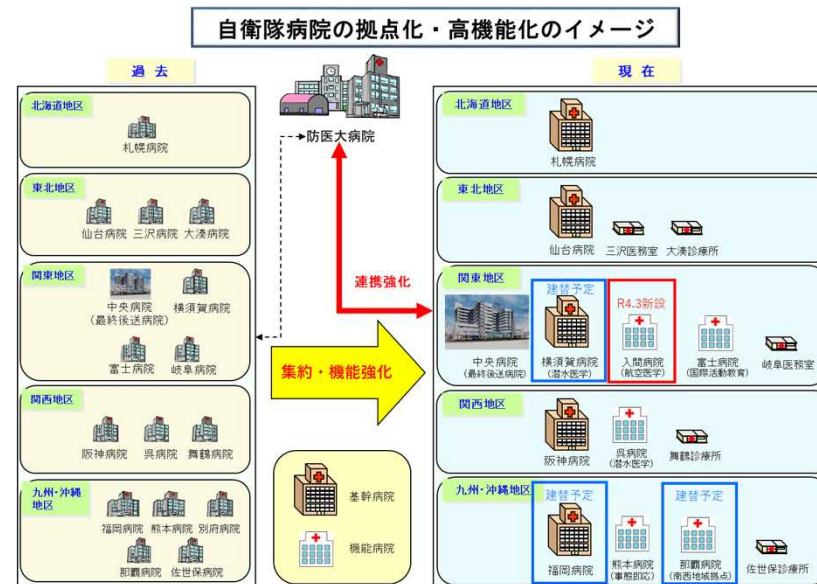 自衛隊病院の拠点化・高機能化のイメージ
過去
北海道地区
札幌病院
東北地区
仙台病院 三沢病院 大湊病院
関東地区
中央病院
(最終後送病院)
横須賀病院
富士病院 岐阜病院
関西地区
阪神病院 呉病院 舞鶴病院
九州・沖縄
地区
福岡病院 熊本病院 別府病院
那覇病院 佐世保病院
防医大病院
連携強化
集約・機能強化
基幹病院
機能病院
現在
北海道地区
札幌病院
東北地区
仙台病院 三沢医務室 大湊診療所
関東地区
建替予定
R4.3新設
中央病院
(最終後送病院)
横須賀病院
(潜水医学)
入間病院
(航空医学)
富士病院
(国際活動教育)
岐阜医務室
関西地区
阪神病院
呉病院
(潜水医学)
舞鶴診療所
九州・沖縄地区
建替予定
建替予定
福岡病院
熊本病院
(事態即応)
那覇病院
(南西地域拠点)
佐世保診療所